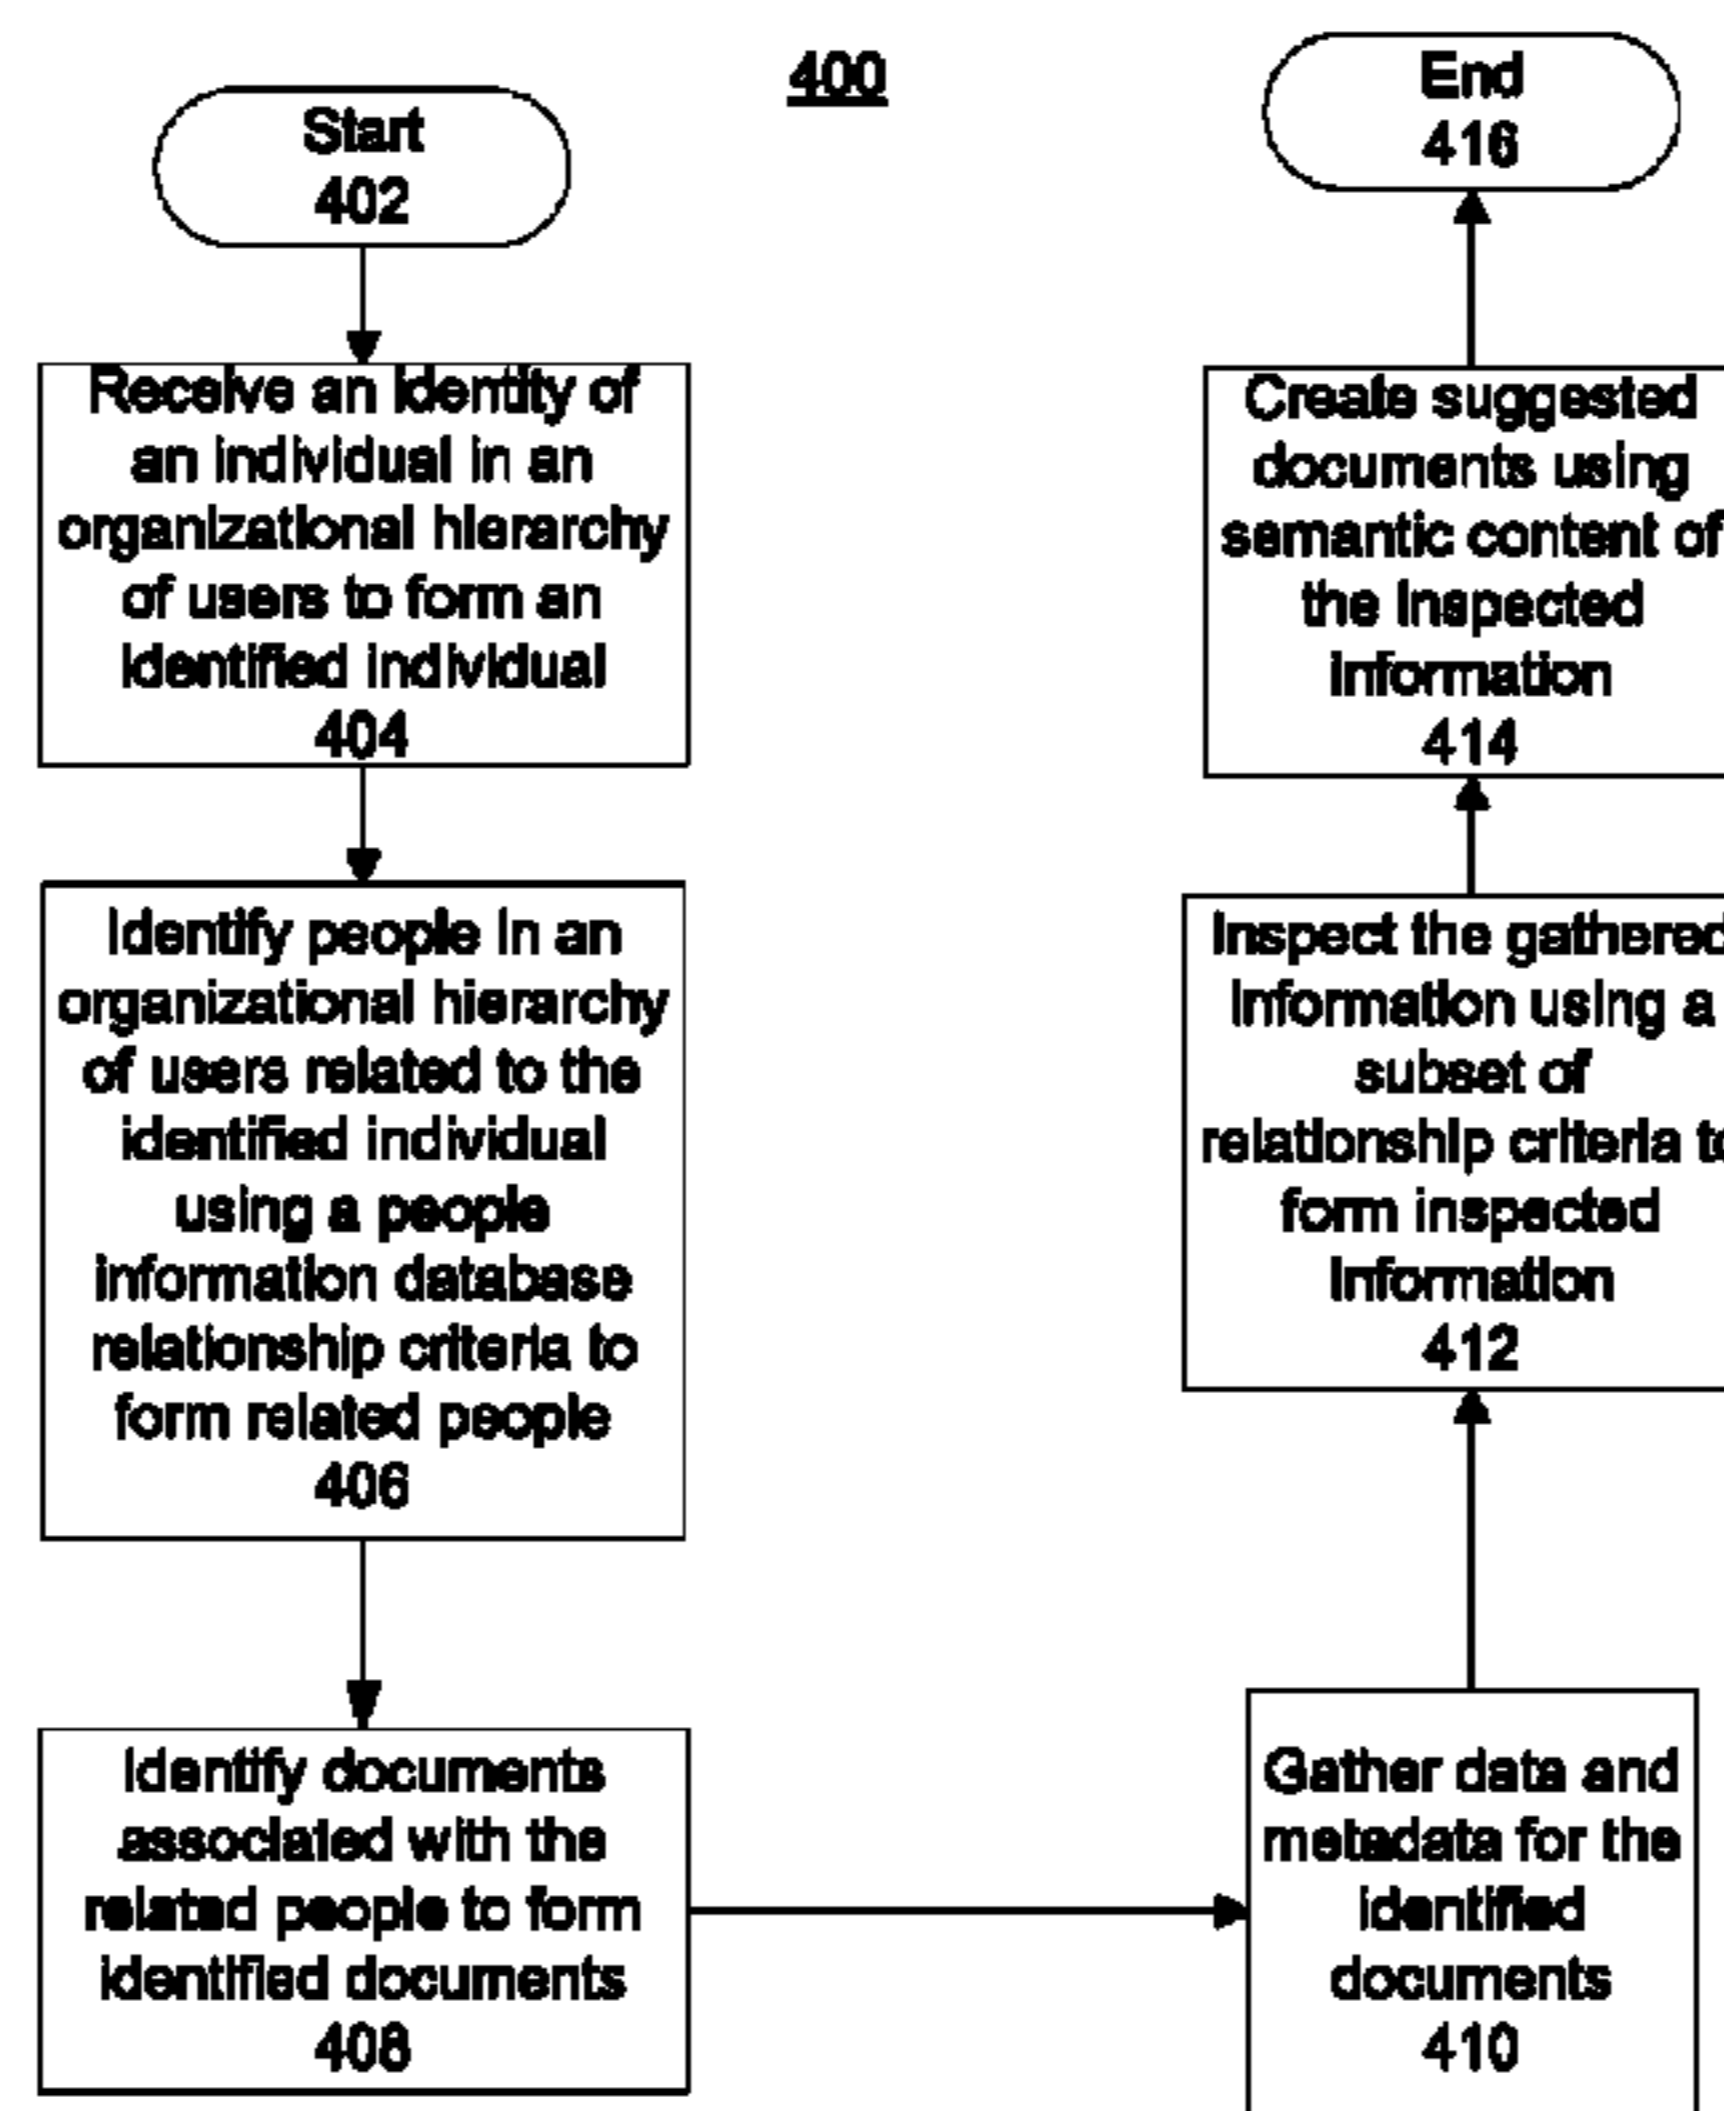 400
Start
402
Receive an identity of
an individual in an
organizational hierarchy
of users to form an
identified individual
404
Identify people in an
organizational hierarchy
of users related to the
identified individual
using a people
information database
relationship criteria to
form related people
406
Identify documents
associated with the
related people to form
identified documents
408
Gather data and
metadata for the
identified
documents
410
Inspect the gathered
information using a
subset of
relationship criteria to
form inspected
information
412
Create suggested
documents using
semantic content of
the inspected
information
414
End
416